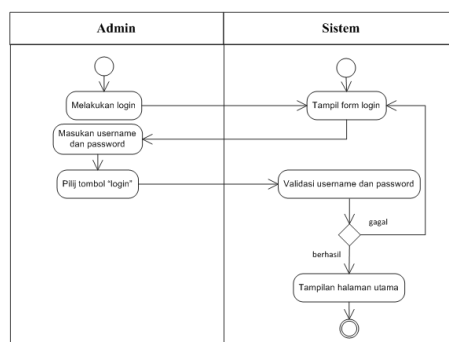 Admin
Sistem
Melakukan login
Tampil form login
Masukan username
dan password
Pilij tombol "login"
Validasi username dan password
gagal
berhasil
Tampilan halaman utama